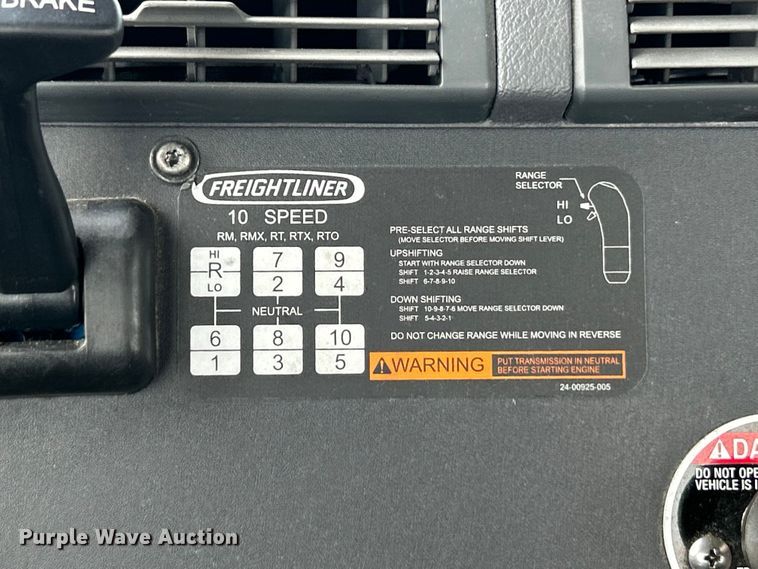 BRAKE
FREIGHTLINER
10 SPEED
RM, RMX, RT, RTX, RTO
HI
R
LO
7
2
9
4
NEUTRAL
6
1
8
3
10
5
RANGE
SELECTOR
HI
LO
PRE-SELECT ALL RANGE SHIFTS
(MOVE SELECTOR BEFORE MOVING SHIFT LEVER)
UPSHIFTING
START WITH RANGE SELECTOR DOWN
SHIFT 1-2-3-4-5 RAISE RANGE SELECTOR
SHIFT 6-7-8-9-10
DOWN SHIFTING
SHIFT 10-9-8-7-6 MOVE RANGE SELECTOR DOWN
SHIFT 5-4-3-2-1
DO NOT CHANGE RANGE WHILE MOVING IN REVERSE
WARNING
PUT TRANSMISSION IN NEUTRAL
BEFORE STARTING ENGINE
24-00925-005
DA
DO NOT OPE
VEHICLE IS I
Purple Wave Auction